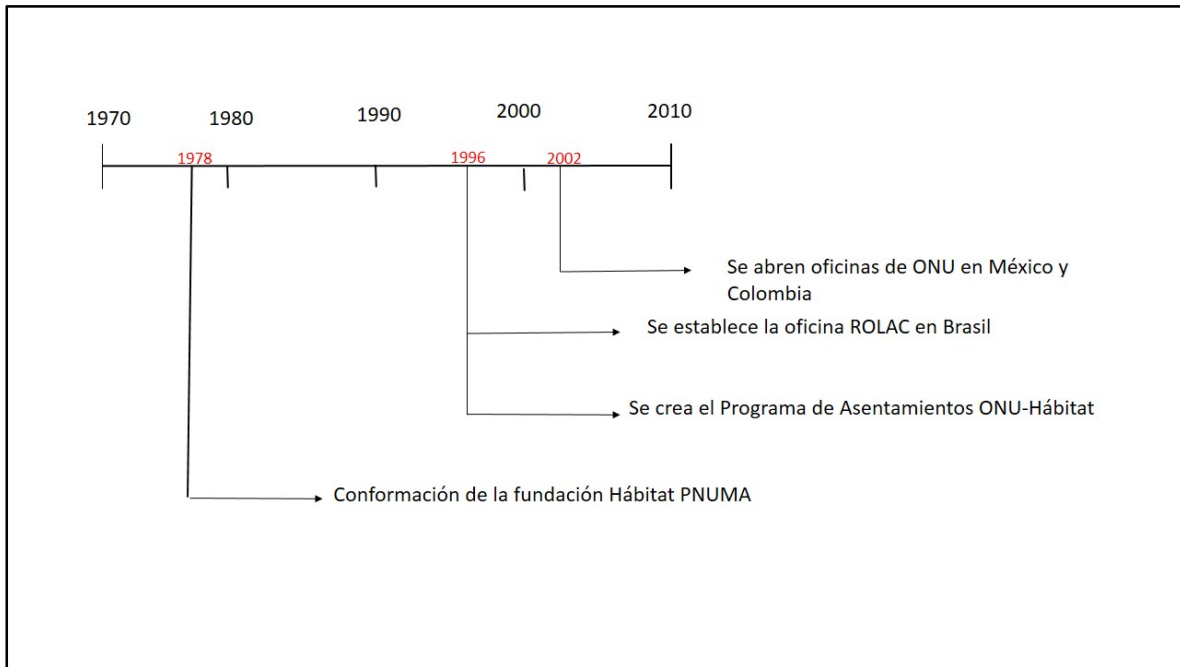 1970
1980
1990
2000
2010
1978
1996
2002
Se abren oficinas de ONU en México y
Colombia
Se establece la oficina ROLAC en Brasil
Se crea el Programa de Asentamientos ONU-Hábitat
Conformación de la fundación Hábitat PNUMA